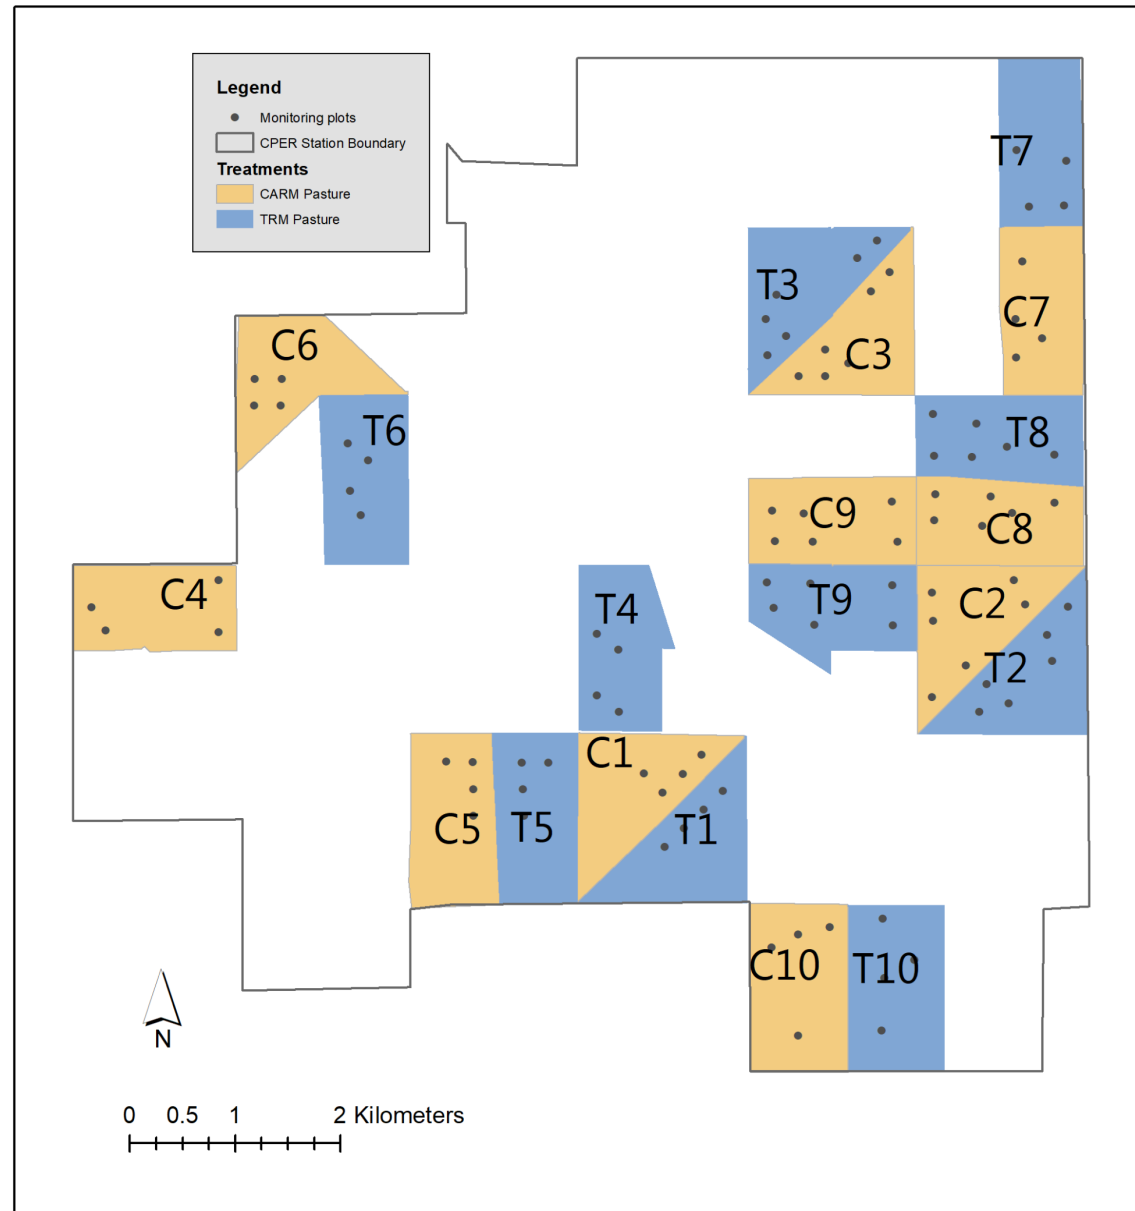 Legend
Monitoring plots
CPER Station Boundary
Treatments
CARM Pasture
TRM Pasture
T7
T3
C7
C3
C6
T6
T8
C9
C8
C4
T4
T9
C2
T2
C1
C5
T5
T1
C10
T10
N
0 0.5 1 2 Kilometers